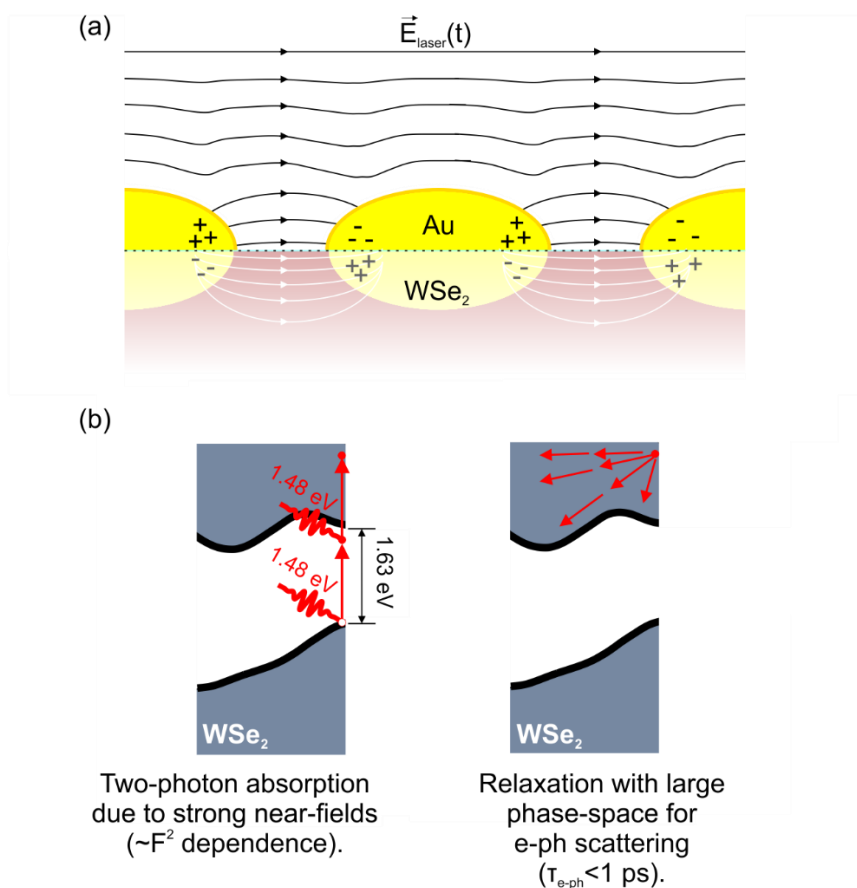 (a)
E⃗laser(t)
+ + + + - - - Au + + + + - - -
- - - + + + + WSe₂ - - - + + + +
(b)
1.48 eV
1.48 eV
1.63 eV
WSe₂
WSe₂
Two-photon absorption
due to strong near-fields
(~F² dependence).
Relaxation with large
phase-space for
e-ph scattering
(τe-ph<1 ps).